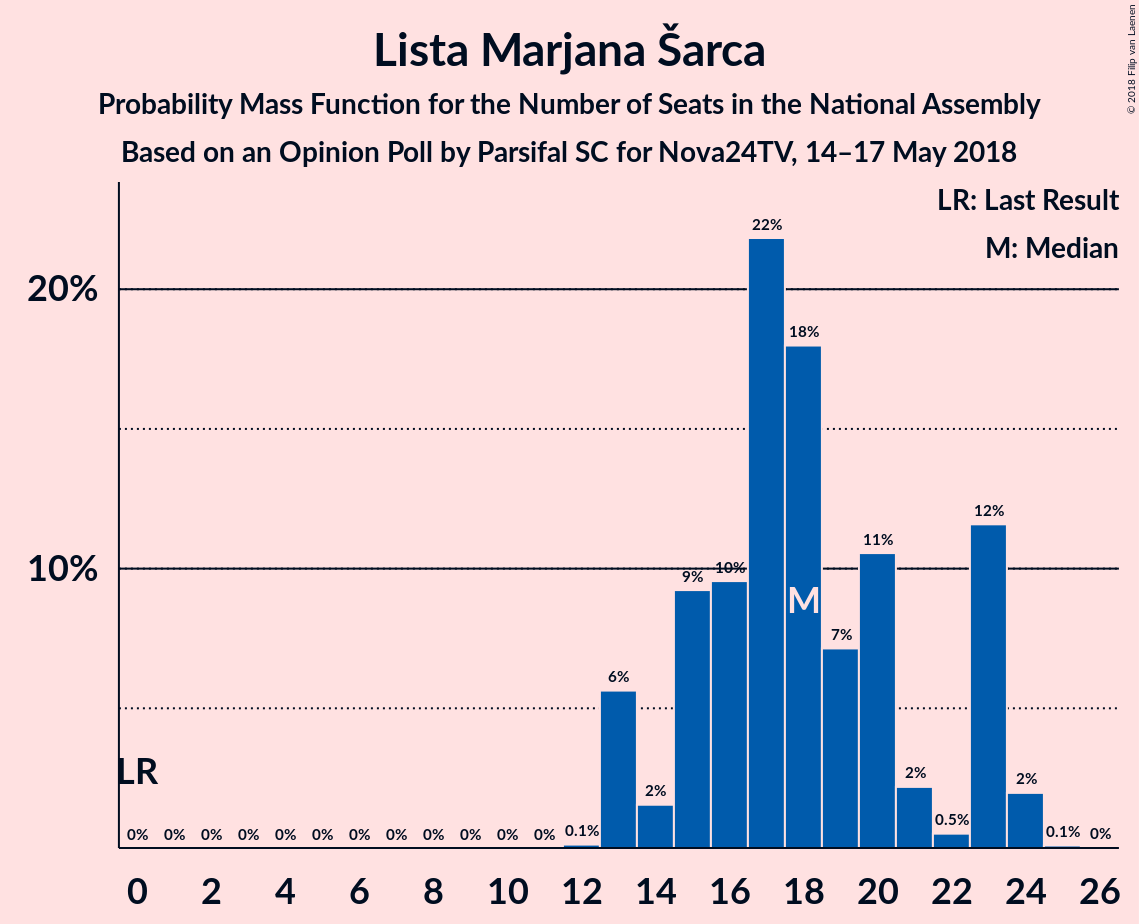 Lista Marjana Šarca
Probability Mass Function for the Number of Seats in the National Assembly
Based on an Opinion Poll by Parsifal SC for Nova24TV, 14–17 May 2018
© 2018 Filip van Laenen
LR: Last Result
M: Median
20%
10%
22%
18%
12%
11%
10%
9%
M
7%
6%
LR
2%
2%
2%
0.5%
0% 0% 0% 0% 0% 0% 0% 0% 0% 0% 0% 0% 0.1% 0.1% 0%
0 2 4 6 8 10 12 14 16 18 20 22 24 26